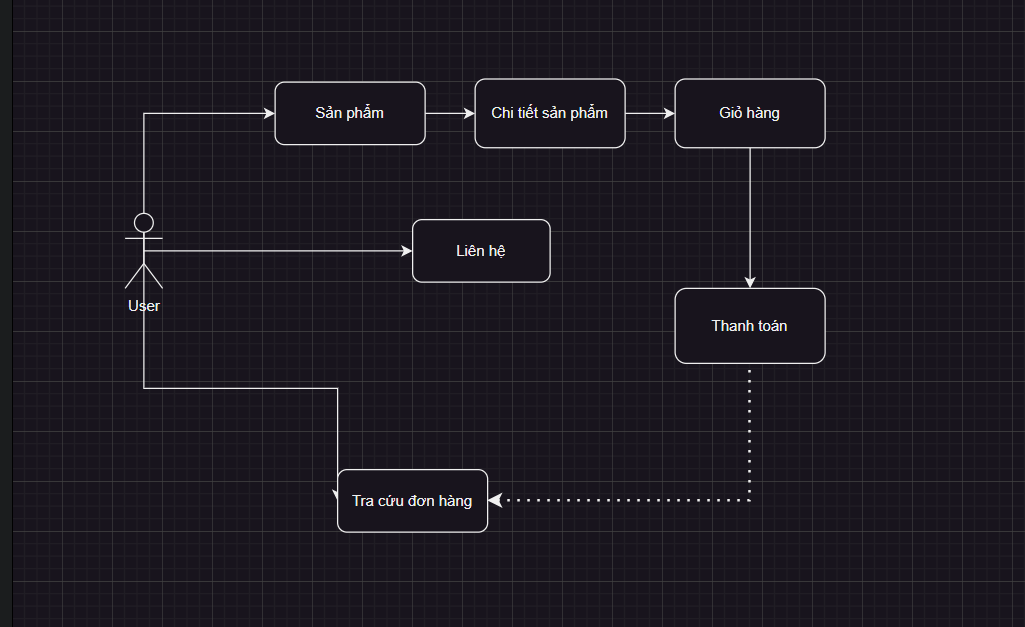 Sản phẩm
Chi tiết sản phẩm
Giỏ hàng
Liên hệ
User
Thanh toán
Tra cứu đơn hàng